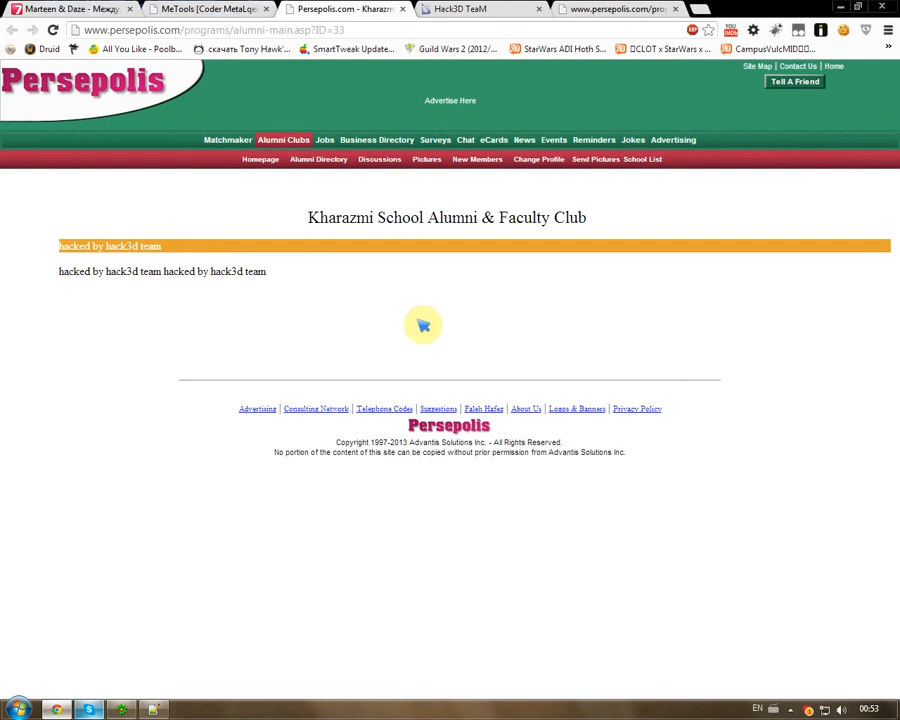 Marteen & Daze - Между
MeTools [Coder MetaLqe
Persepolis.com - Kharazm
Hack3D TeaM
www.persepolis.com/pro
www.persepolis.com/programs/alumni-main.asp?ID=33
Druid
All You Like - Poolb...
скачать Tony Hawk'...
SmartTweak Update...
Guild Wars 2 (2012/...
StarWars ADI Hoth S...
CLOT x StarWars x ...
CampusVulcMID...
»
Persepolis
Site Map | Contact Us | Home
Tell A Friend
Advertise Here
Matchmaker Alumni Clubs Jobs Business Directory Surveys Chat eCards News Events Reminders Jokes Advertising
Homepage Alumni Directory Discussions Pictures New Members Change Profile Send Pictures School List
Kharazmi School Alumni & Faculty Club
hacked by hack3d team
hacked by hack3d team hacked by hack3d team
Advertising | Consulting Network | Telephone Codes | Suggestions | Faleh Hafez | About Us | Logos & Banners | Privacy Policy
Persepolis
Copyright 1997-2013 Advantis Solutions Inc. - All Rights Reserved.
No portion of the content of this site can be copied without prior permission from Advantis Solutions Inc.
EN
00:53